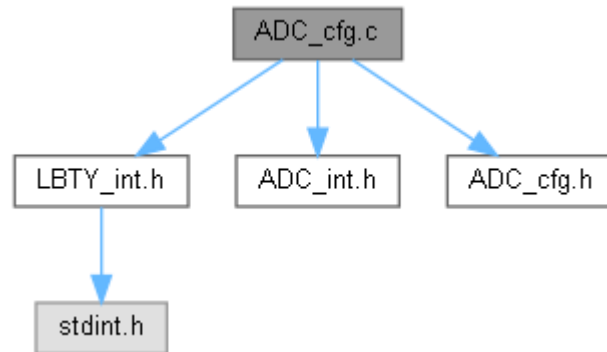 ADC_cfg.c
LBTY_int.h
ADC_int.h
ADC_cfg.h
stdint.h